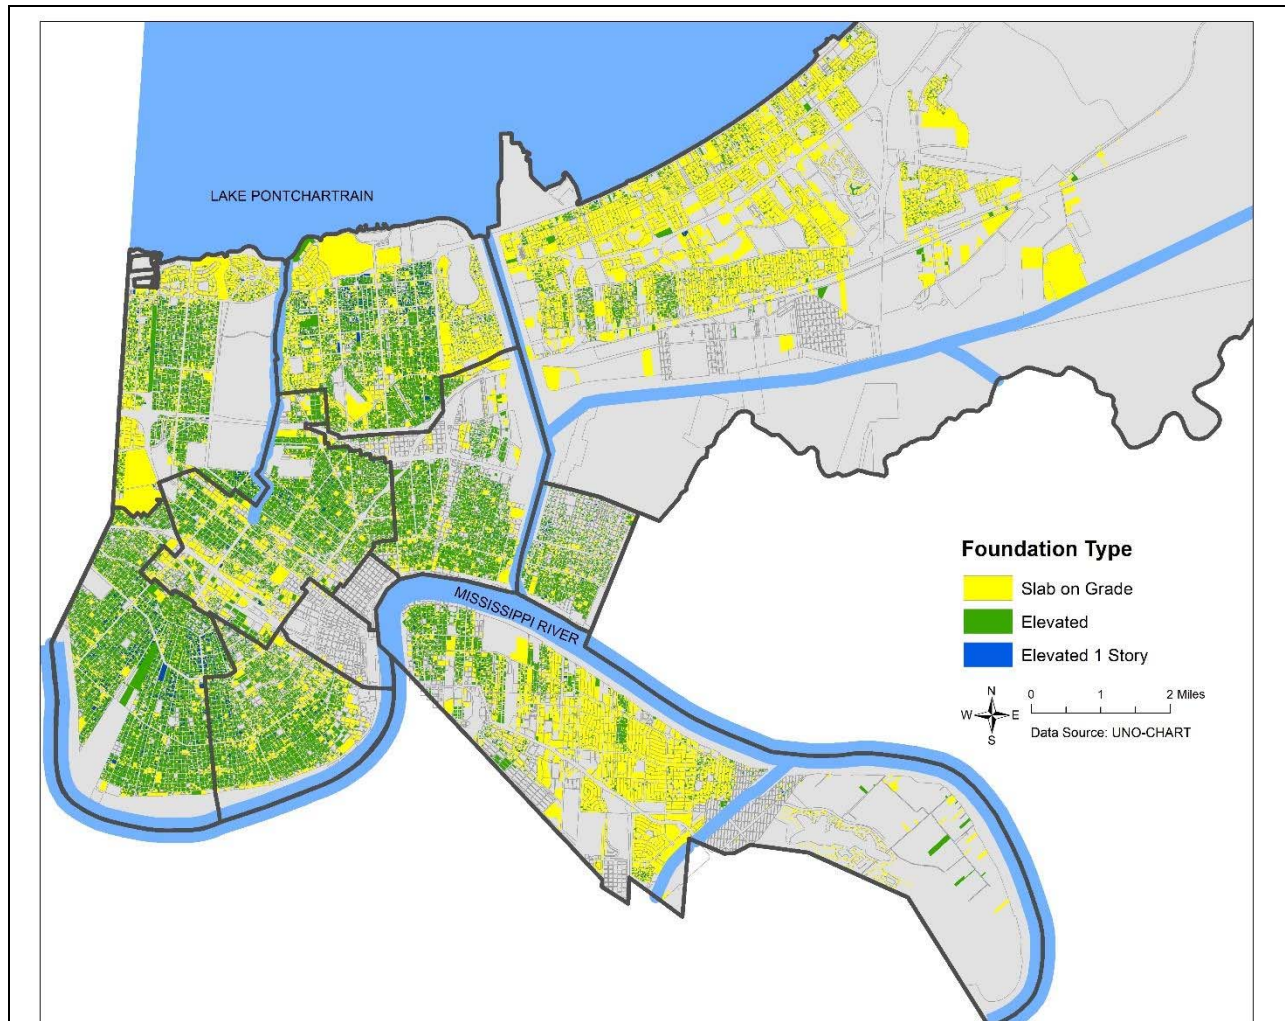 LAKE PONTCHARTRAIN
MISSISSIPPI RIVER
Foundation Type
Slab on Grade
Elevated
Elevated 1 Story
N
W E
S
0 1 2 Miles
Data Source: UNO-CHART